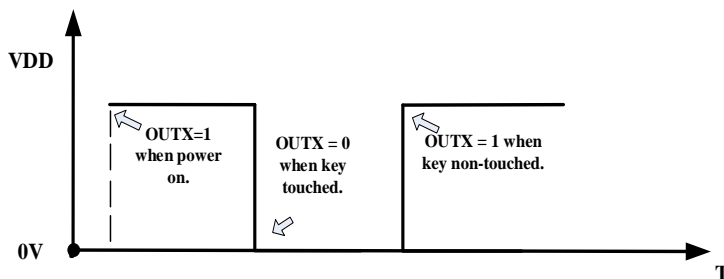 VDD
OUTX=1
when power
on.
OUTX = 0
when key
touched.
OUTX = 1 when
key non-touched.
0V
T